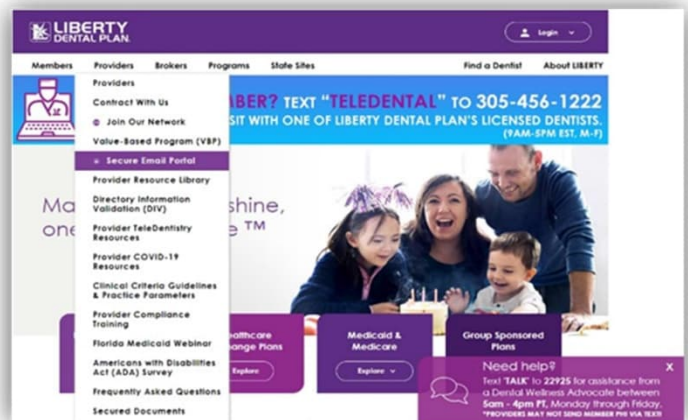 LIBERTY
DENTAL PLAN.
Login
Members Providers Brokers Programs State Sites Find a Dentist About LIBERTY
Providers
Contract With Us
Join Our Network
Value-Based Program (VBP)
Secure Email Portal
Provider Resource Library
Directory Information
Validation (DIV)
Provider TeleDentistry
Resources
Provider COVID-19
Resources
Clinical Criteria Guidelines
& Practice Parameters
Provider Compliance
Training
Florida Medicaid Webinar
Americans with Disabilities
Act (ADA) Survey
Frequently Asked Questions
Secured Documents
MBER? TEXT "TELEDENTAL" TO 305-456-1222
SIT WITH ONE OF LIBERTY DENTAL PLAN'S LICENSED DENTISTS.
(9AM-5PM EST, M-F)
Ma shine,
one e ™
althcare
ange Plans
Explore
Medicaid &
Medicare
Explore
Group Sponsored
Plans
Need help? X
Text "TALK" to 22925 for assistance from
a Dental Wellness Advocate between
5am - 4pm PT, Monday through Friday.
*PROVIDERS MAY NOT SEND MEMBER PHI VIA TEXT!